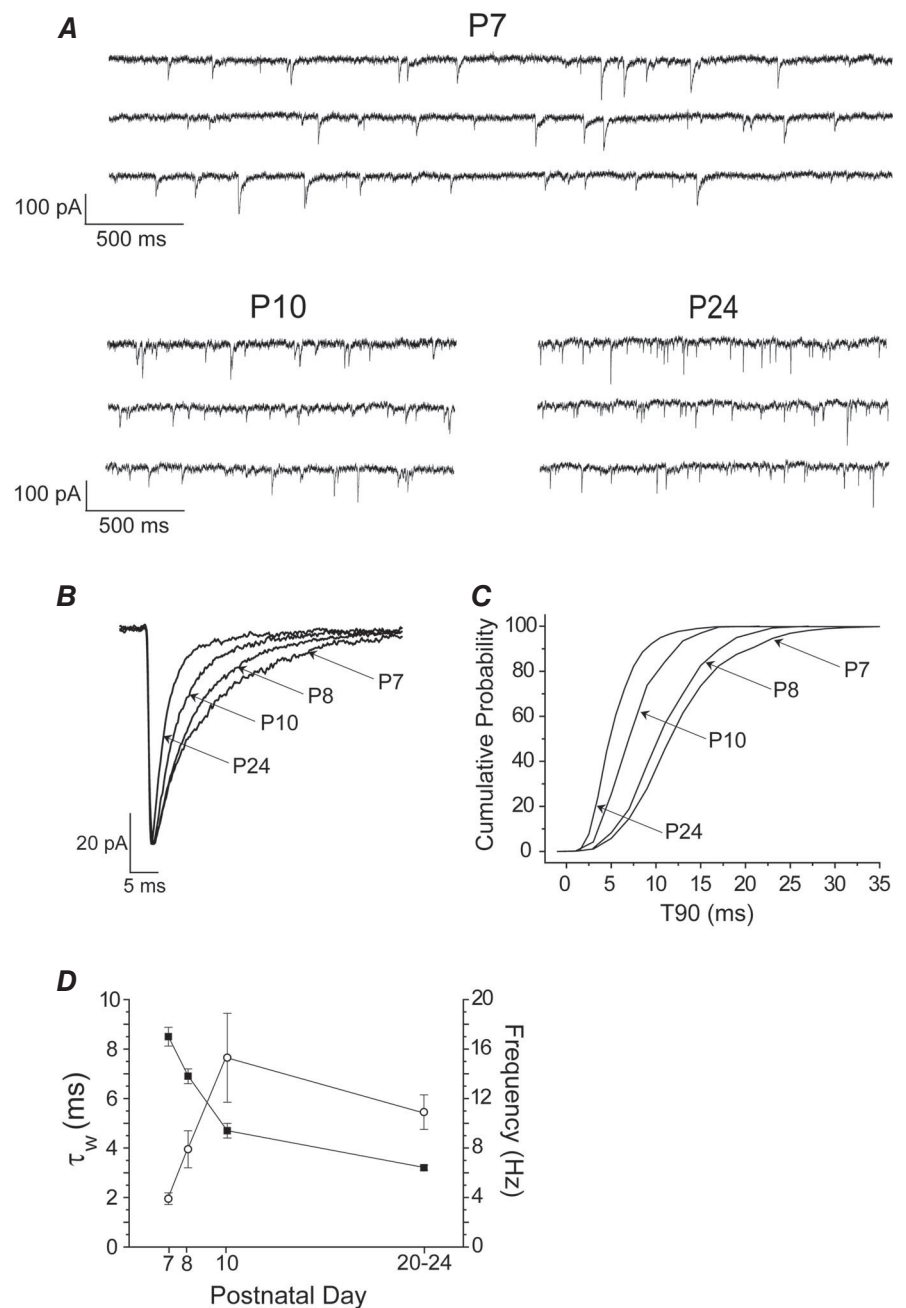 A
P7
100 pA
500 ms
P10
P24
100 pA
500 ms
B
P7
P8
P10
P24
20 pA
5 ms
C
Cumulative Probability
100
80
60
40
20
0
P7
P8
P10
P24
0 5 10 15 20 25 30 35
T90 (ms)
D
τw (ms)
10
8
6
4
2
0
20
16
12
8
4
0
Frequency (Hz)
7 8 10 20-24
Postnatal Day